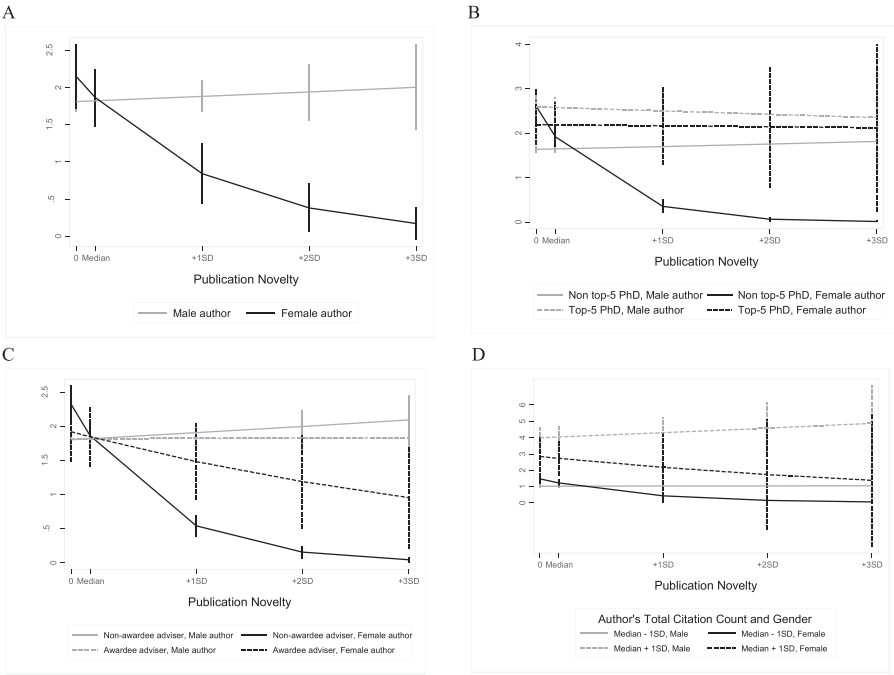 A
2.5
2
1.5
1
.5
0
0 Median +1SD +2SD +3SD
Publication Novelty
Male author Female author
B
4
3
2
1
0
0 Median +1SD +2SD +3SD
Publication Novelty
Non top-5 PhD, Male author Non top-5 PhD, Female author
Top-5 PhD, Male author Top-5 PhD, Female author
C
2.5
2
1.5
1
.5
0
0 Median +1SD +2SD +3SD
Publication Novelty
Non-awardee adviser, Male author Non-awardee adviser, Female author
Awardee adviser, Male author Awardee adviser, Female author
D
6
5
4
3
2
1
0
0 Median +1SD +2SD +3SD
Publication Novelty
Author's Total Citation Count and Gender
Median - 1SD, Male Median - 1SD, Female
Median + 1SD, Male Median + 1SD, Female